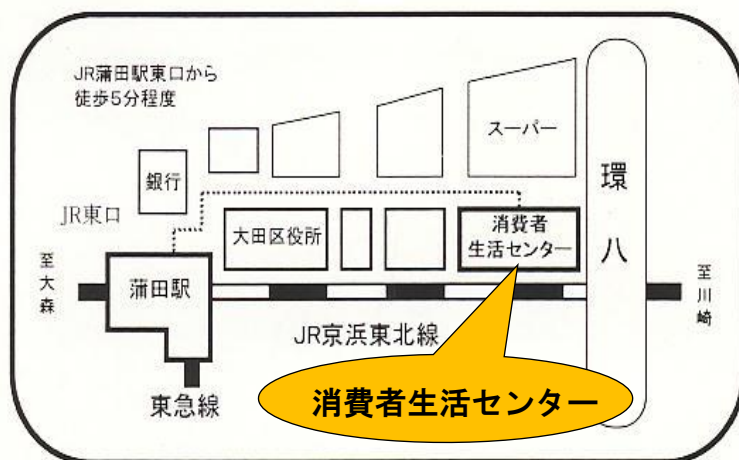 JR蒲田駅東口から
徒歩5分程度
スーパー
銀行
環八
JR東口
大田区役所
消費者
生活センター
至大森
蒲田駅
至川崎
JR京浜東北線
東急線
消費者生活センター